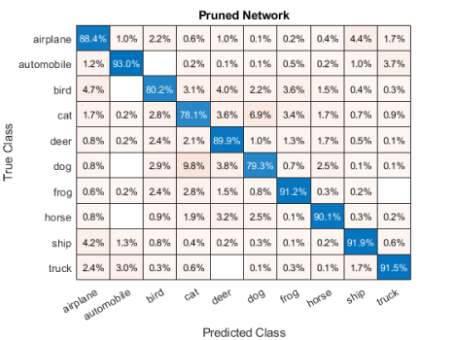 Pruned Network
True Class
airplane 88.4% 1.0% 2.2% 0.6% 1.0% 0.1% 0.2% 0.4% 4.4% 1.7%
automobile 1.2% 93.0% 0.2% 0.1% 0.1% 0.5% 0.2% 1.0% 3.7%
bird 4.7% 80.2% 3.1% 4.0% 2.2% 3.6% 1.5% 0.4% 0.3%
cat 1.7% 0.2% 2.8% 78.1% 3.6% 6.9% 3.4% 1.7% 0.7% 0.9%
deer 0.8% 0.2% 2.4% 2.1% 89.9% 1.0% 1.3% 1.7% 0.5% 0.1%
dog 0.8% 2.9% 9.8% 3.8% 79.3% 0.7% 2.5% 0.1% 0.1%
frog 0.6% 0.2% 2.4% 2.8% 1.5% 0.8% 91.2% 0.3% 0.2%
horse 0.8% 0.9% 1.9% 3.2% 2.5% 0.1% 90.1% 0.3% 0.2%
ship 4.2% 1.3% 0.8% 0.4% 0.2% 0.3% 0.1% 0.2% 91.9% 0.6%
truck 2.4% 3.0% 0.3% 0.6% 0.1% 0.3% 0.1% 1.7% 91.5%
airplane automobile bird cat deer dog frog horse ship truck
Predicted Class